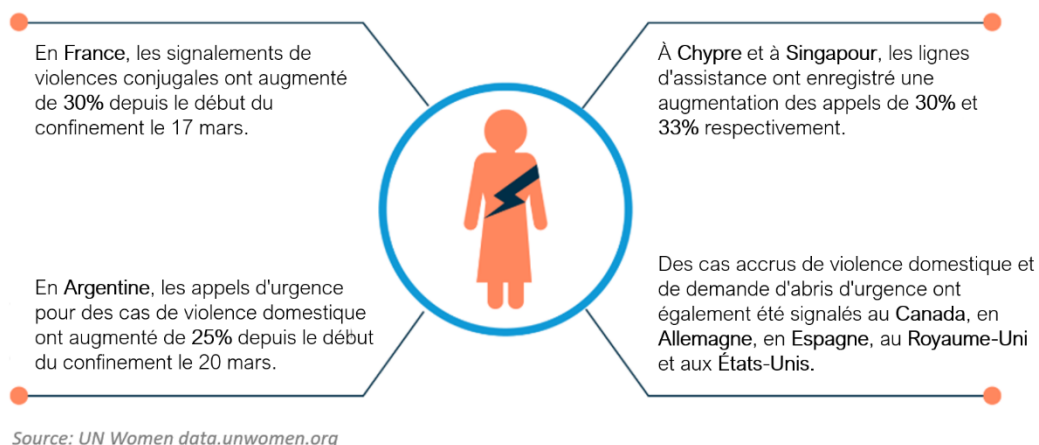 En France, les signalements de
violences conjugales ont augmenté
de 30% depuis le début du
confinement le 17 mars.
À Chypre et à Singapour, les lignes
d'assistance ont enregistré une
augmentation des appels de 30% et
33% respectivement.
En Argentine, les appels d'urgence
pour des cas de violence domestique
ont augmenté de 25% depuis le début
du confinement le 20 mars.
Des cas accrus de violence domestique et
de demande d'abris d'urgence ont
également été signalés au Canada, en
Allemagne, en Espagne, au Royaume-Uni
et aux États-Unis.
Source: UN Women data.unwomen.org